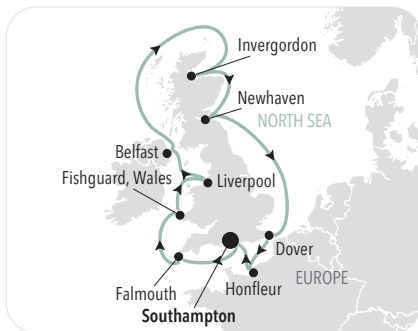 Invergordon
Newhaven
NORTH SEA
Belfast
Fishguard, Wales
Liverpool
Dover
EUROPE
Honfleur
Falmouth
Southampton